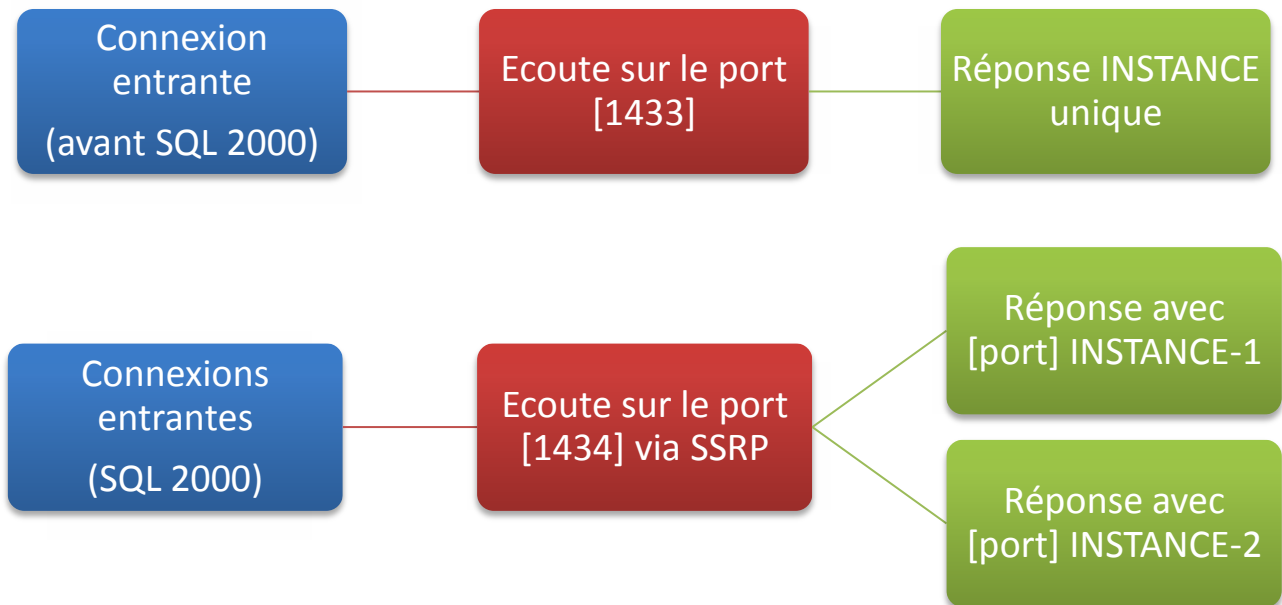 Connexion
entrante
(avant SQL 2000)
Ecoute sur le port
[1433]
Réponse INSTANCE
unique
Connexions
entrantes
(SQL 2000)
Ecoute sur le port
[1434] via SSRP
Réponse avec
[port] INSTANCE-1
Réponse avec
[port] INSTANCE-2